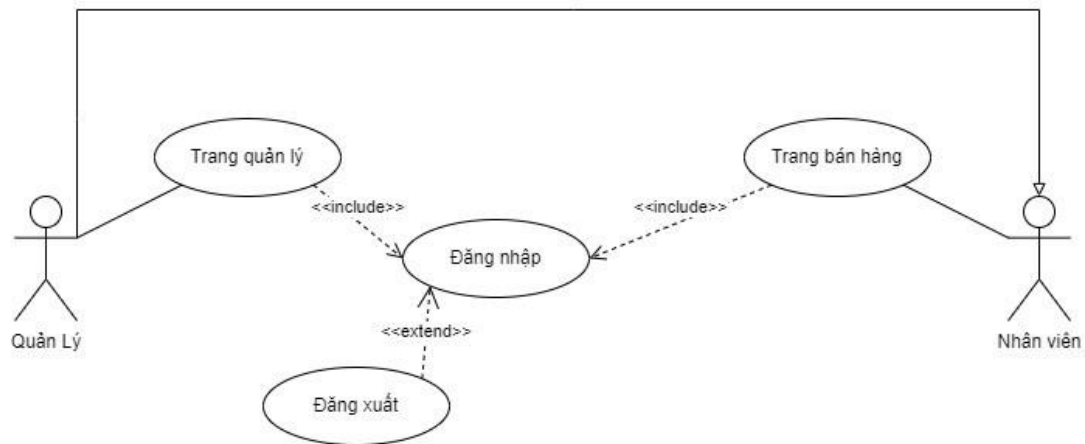 Trang quản lý
Trang bán hàng
<<include>>
<<include>>
Đăng nhập
Quản Lý
<<extend>>
Nhân viên
Đăng xuất